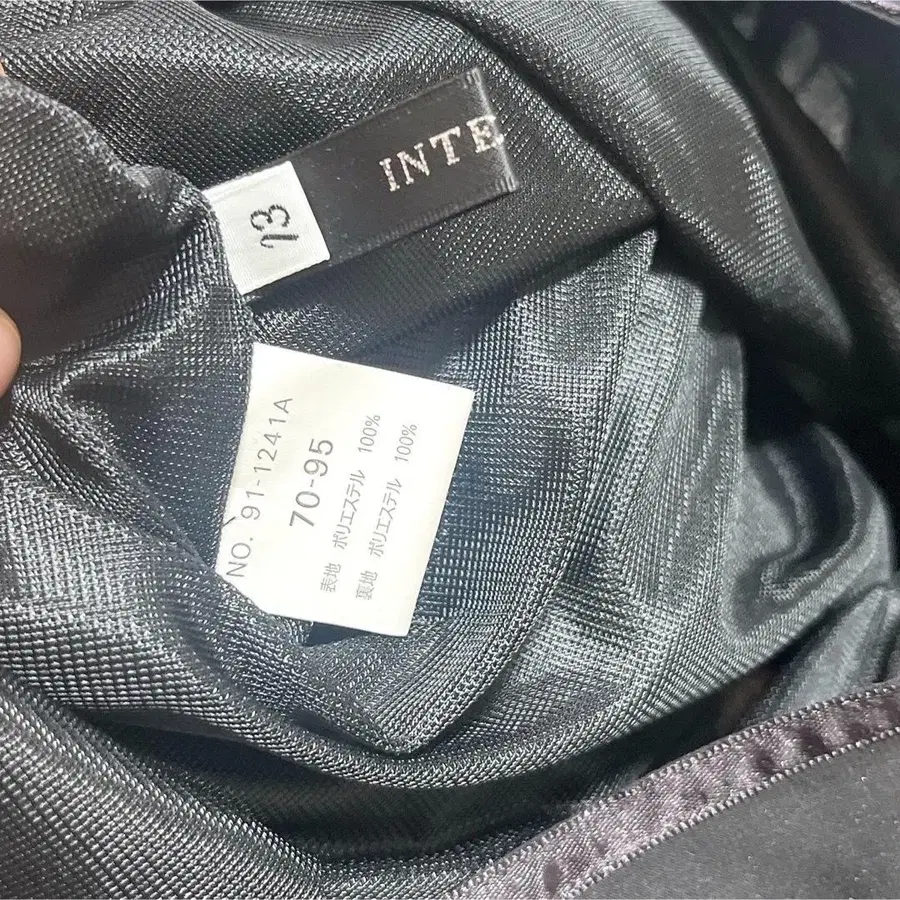 INTE
13
NO. 91-1241A
70-95
表地 ポリエステル 100%
裏地 ポリエステル 100%